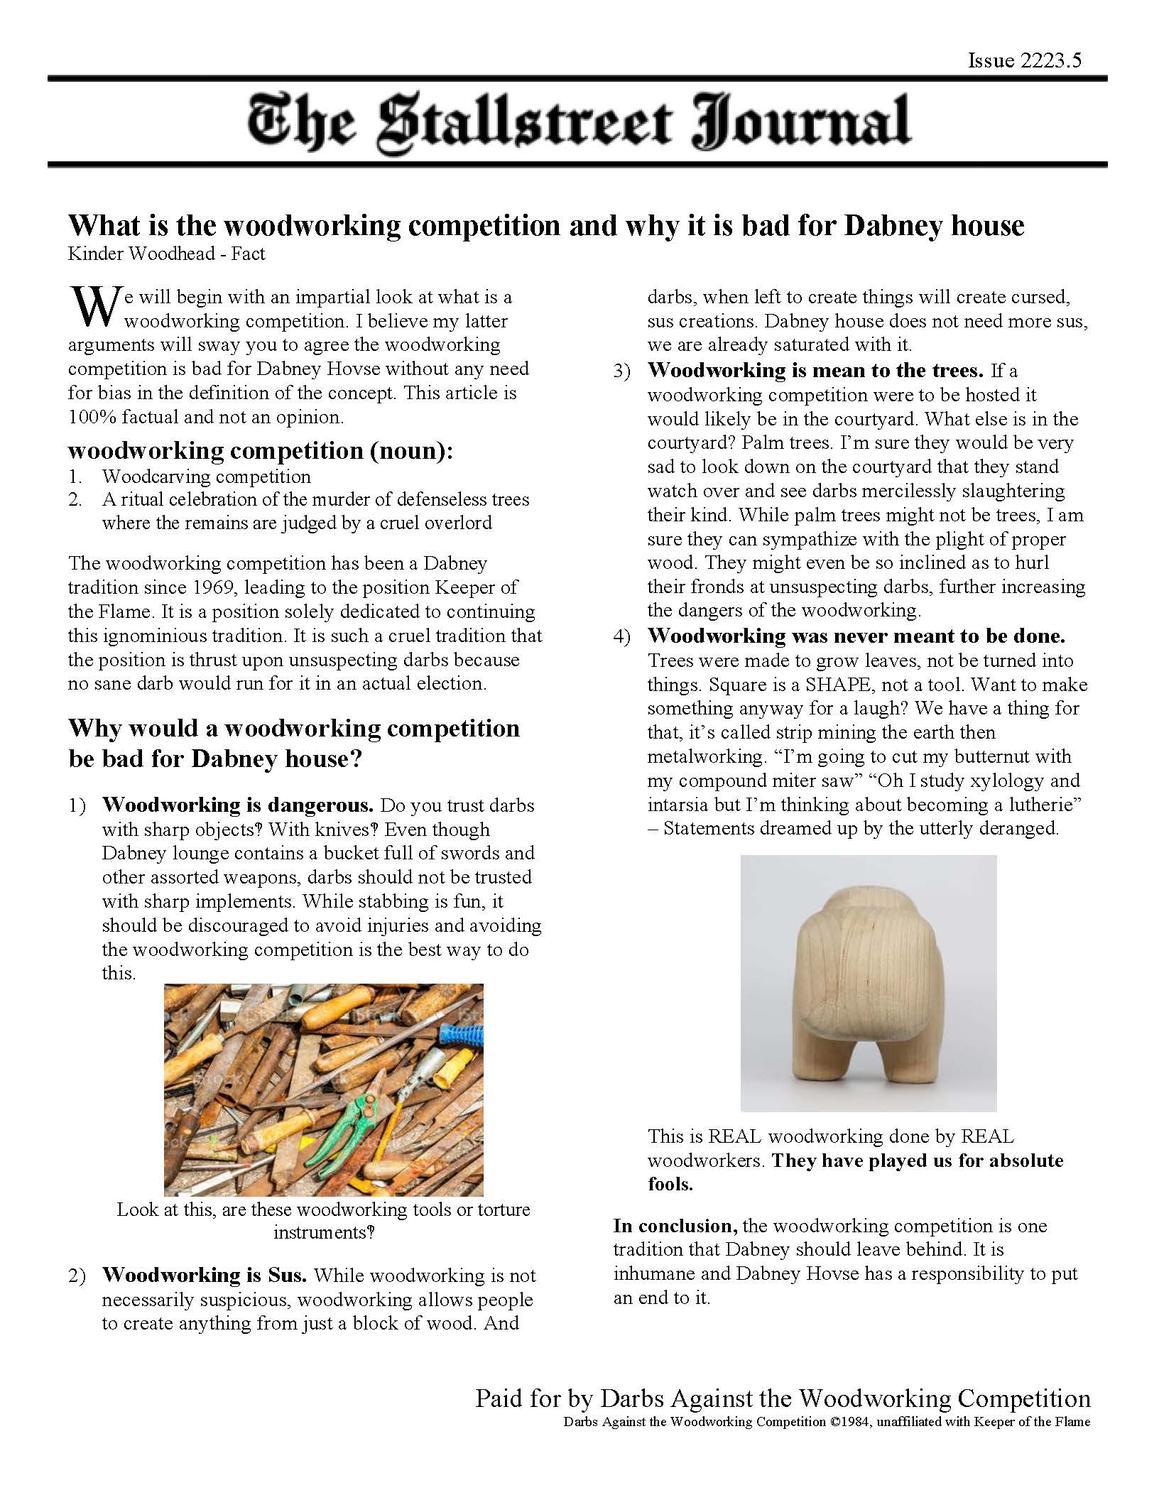 Issue 2223.5
The Stallstreet Journal
What is the woodworking competition and why it is bad for Dabney house
Kinder Woodhead - Fact
We will begin with an impartial look at what is a
woodworking competition. I believe my latter
arguments will sway you to agree the woodworking
competition is bad for Dabney Hovse without any need
for bias in the definition of the concept. This article is
100% factual and not an opinion.
woodworking competition (noun):
1. Woodcarving competition
2. A ritual celebration of the murder of defenseless trees
where the remains are judged by a cruel overlord
The woodworking competition has been a Dabney
tradition since 1969, leading to the position Keeper of
the Flame. It is a position solely dedicated to continuing
this ignominious tradition. It is such a cruel tradition that
the position is thrust upon unsuspecting darbs because
no sane darb would run for it in an actual election.
Why would a woodworking competition
be bad for Dabney house?
1) Woodworking is dangerous. Do you trust darbs
with sharp objects‽ With knives‽ Even though
Dabney lounge contains a bucket full of swords and
other assorted weapons, darbs should not be trusted
with sharp implements. While stabbing is fun, it
should be discouraged to avoid injuries and avoiding
the woodworking competition is the best way to do
this.
Look at this, are these woodworking tools or torture
instruments‽
2) Woodworking is Sus. While woodworking is not
necessarily suspicious, woodworking allows people
to create anything from just a block of wood. And
darbs, when left to create things will create cursed,
sus creations. Dabney house does not need more sus,
we are already saturated with it.
3) Woodworking is mean to the trees. If a
woodworking competition were to be hosted it
would likely be in the courtyard. What else is in the
courtyard? Palm trees. I'm sure they would be very
sad to look down on the courtyard that they stand
watch over and see darbs mercilessly slaughtering
their kind. While palm trees might not be trees, I am
sure they can sympathize with the plight of proper
wood. They might even be so inclined as to hurl
their fronds at unsuspecting darbs, further increasing
the dangers of the woodworking.
4) Woodworking was never meant to be done.
Trees were made to grow leaves, not be turned into
things. Square is a SHAPE, not a tool. Want to make
something anyway for a laugh? We have a thing for
that, it's called strip mining the earth then
metalworking. “I'm going to cut my butternut with
my compound miter saw” “Oh I study xylology and
intarsia but I'm thinking about becoming a lutherie”
– Statements dreamed up by the utterly deranged.
This is REAL woodworking done by REAL
woodworkers. They have played us for absolute
fools.
In conclusion, the woodworking competition is one
tradition that Dabney should leave behind. It is
inhumane and Dabney Hovse has a responsibility to put
an end to it.
Paid for by Darbs Against the Woodworking Competition
Darbs Against the Woodworking Competition ©1984, unaffiliated with Keeper of the Flame